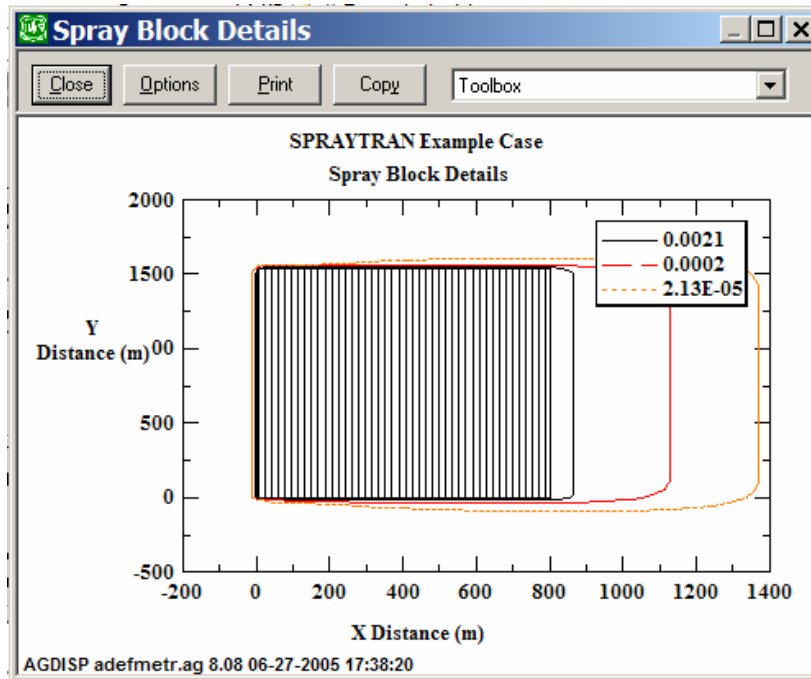 Spray Block Details
Close Options Print Copy Toolbox
SPRAYTRAN Example Case
Spray Block Details
2000
0.0021
0.0002
2.13E-05
1500
Y
Distance (m)
00
500
0
-500
-200 0 200 400 600 800 1000 1200 1400
X Distance (m)
AGDISP adefmetr.ag 8.08 06-27-2005 17:38:20